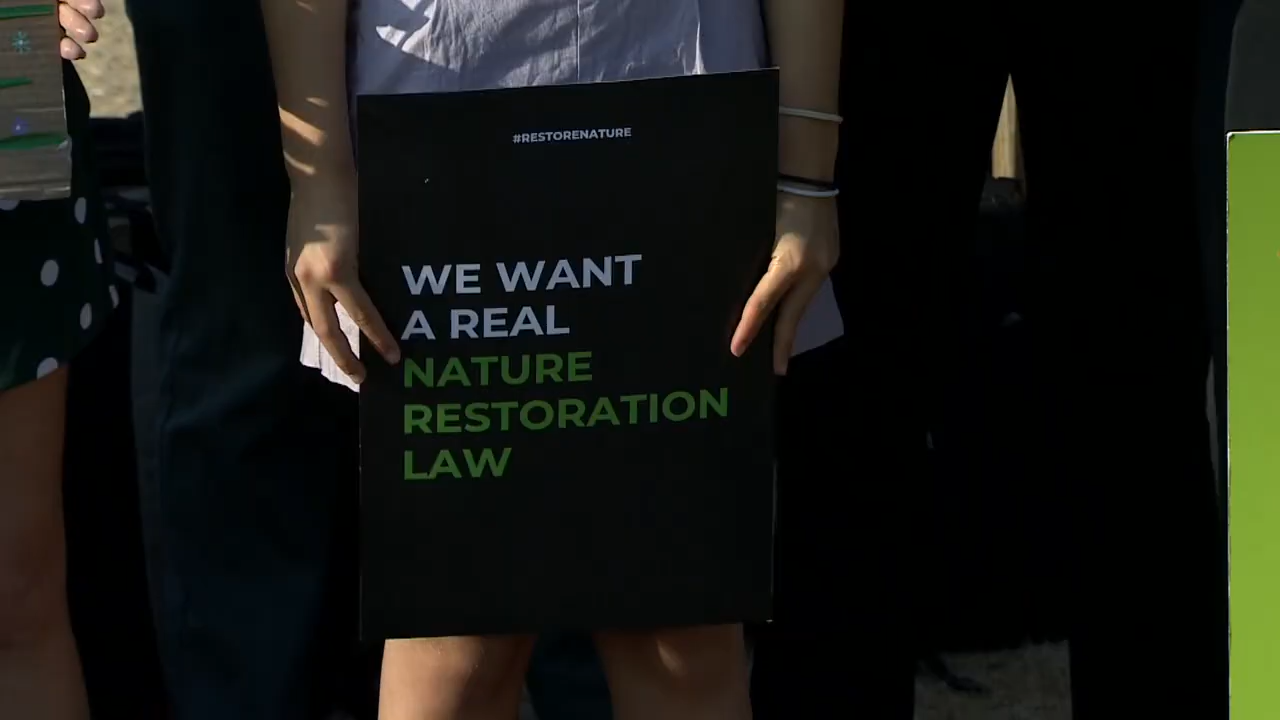 #RESTORENATURE
WE WANT
A REAL
NATURE
RESTORATION
LAW